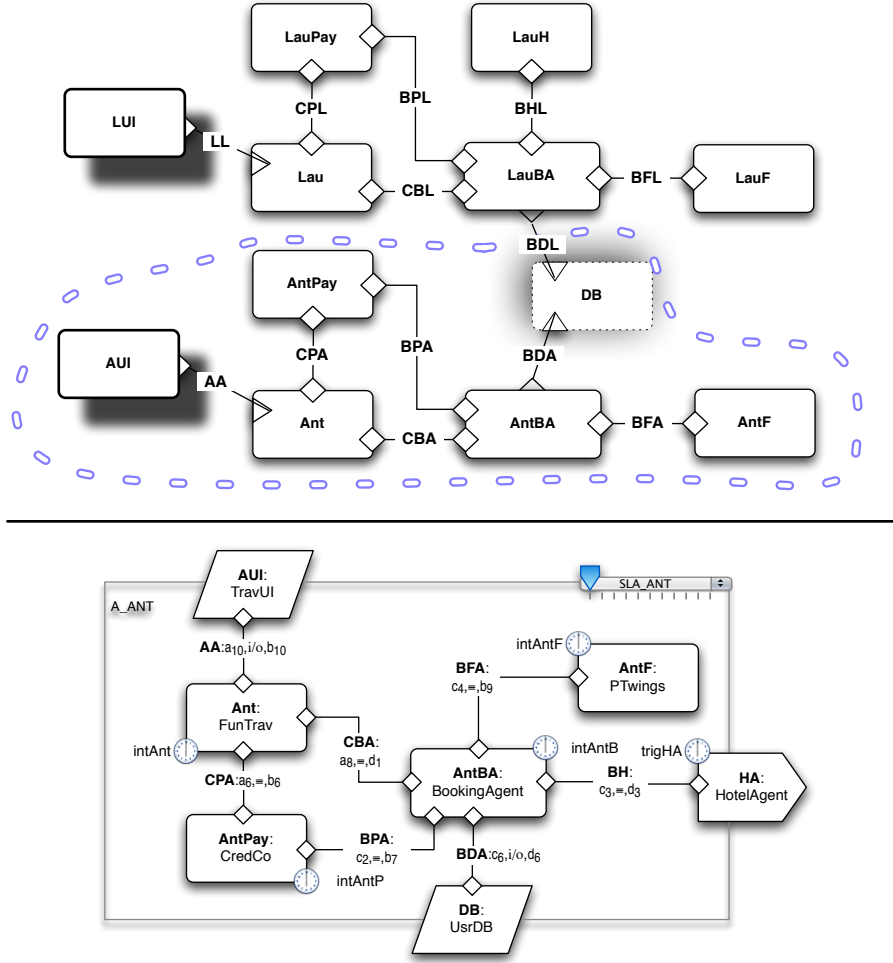 LauPay
LauH
LUI
CPL
BPL
BHL
LL
Lau
CBL
LauBA
BFL
LauF
BDL
AntPay
DB
AUI
CPA
BPA
BDA
AA
Ant
CBA
AntBA
BFA
AntF
AUI:
TravUI
SLA_ANT
A_ANT
AA:a10,i/o,b10
intAntF
BFA:
c4,≡,b9
AntF:
PTwings
Ant:
FunTrav
intAnt
CBA:
a8,≡,d1
intAntB
trigHA
CPA:a6,≡,b6
AntBA:
BookingAgent
BH:
c3,≡,d3
HA:
HotelAgent
AntPay:
CredCo
BPA:
c2,≡,b7
BDA:c6,i/o,d6
intAntP
DB:
UsrDB